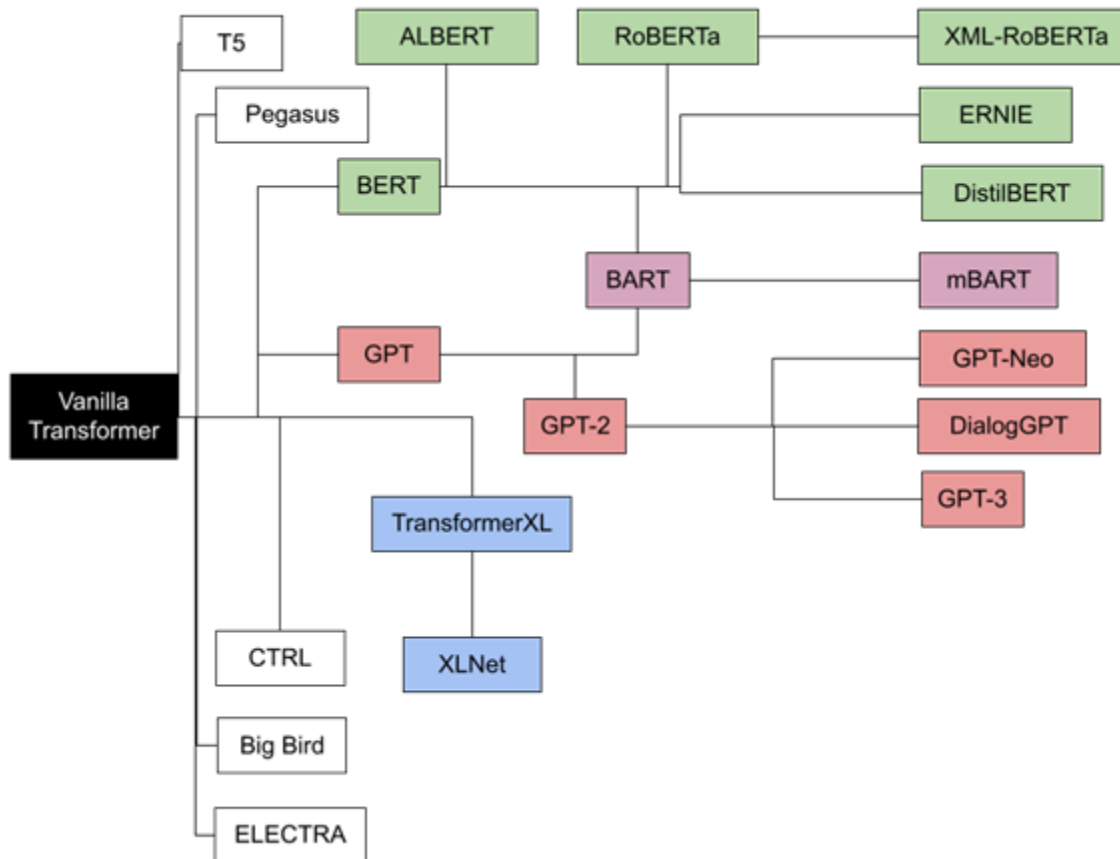 T5
ALBERT
RoBERTa
XML-RoBERTa
Pegasus
ERNIE
BERT
DistilBERT
BART
mBART
GPT
GPT-Neo
Vanilla
Transformer
GPT-2
DialogGPT
GPT-3
TransformerXL
CTRL
XLNet
Big Bird
ELECTRA